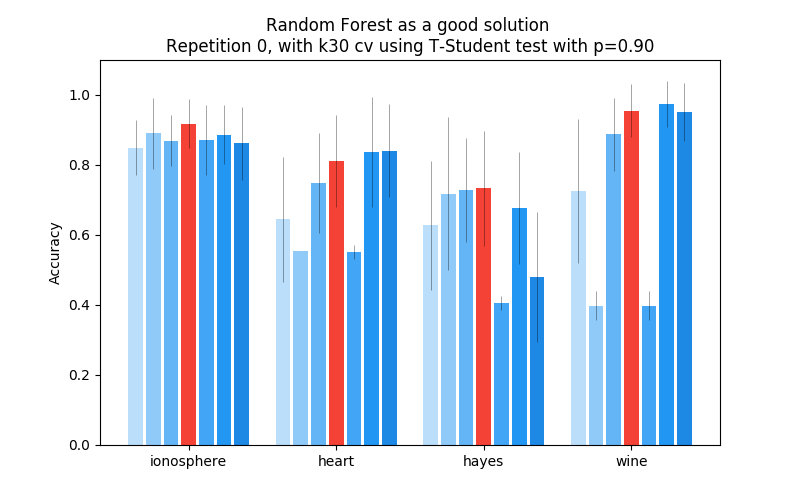 Random Forest as a good solution
Repetition 0, with k30 cv using T-Student test with p=0.90
1.0
0.8
0.6
0.4
0.2
0.0
Accuracy
ionosphere
heart
hayes
wine